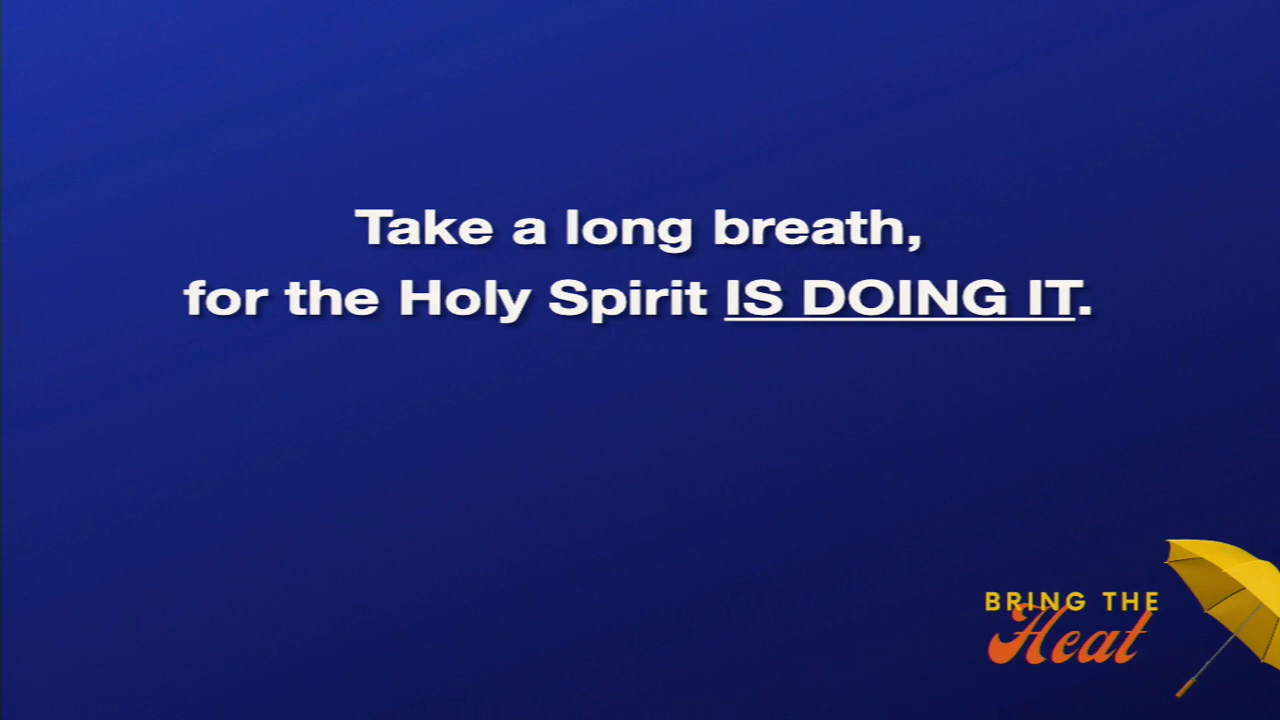 Take a long breath,
for the Holy Spirit IS DOING IT.
BRING THE
Heat